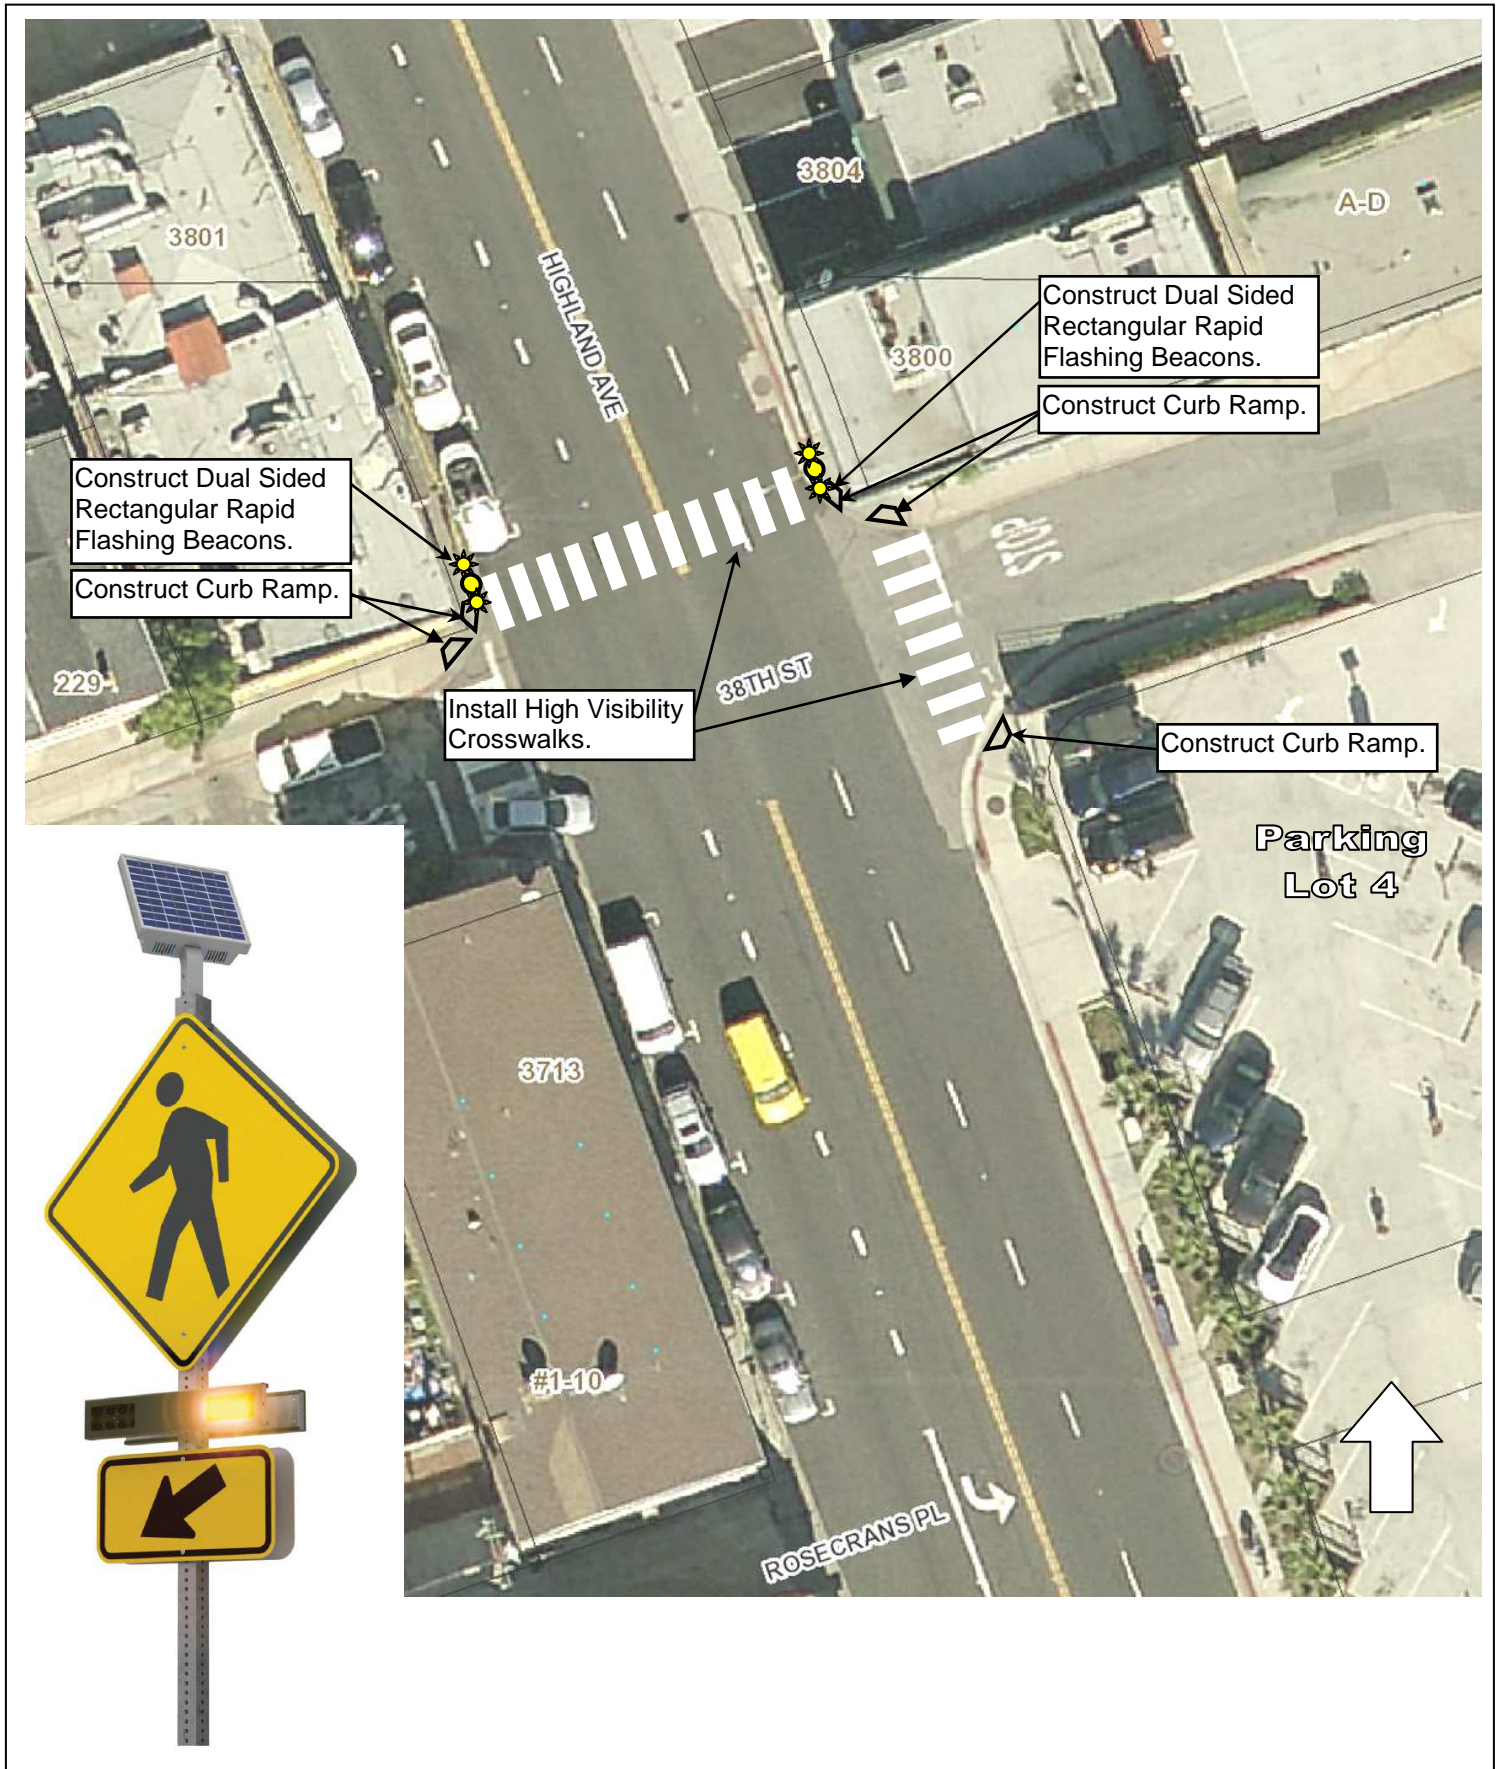 3804
A-D
3801
HIGHLAND AVE
Construct Dual Sided
Rectangular Rapid
Flashing Beacons.
3800
Construct Curb Ramp.
Construct Dual Sided
Rectangular Rapid
Flashing Beacons.
STOP
Construct Curb Ramp.
229
38TH ST
Install High Visibility
Crosswalks.
Construct Curb Ramp.
Parking
Lot 4
3713
#1-10
ROSECRANS PL